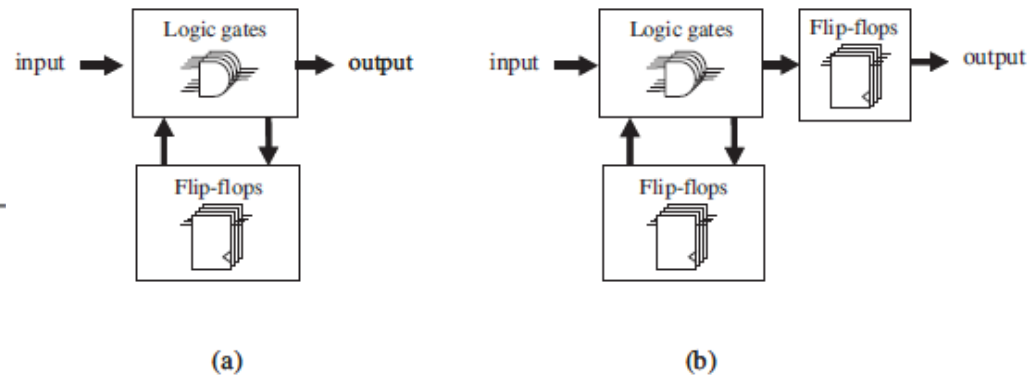 Logic gates
input
output
Flip-flops
(a)
Logic gates
Flip-flops
input
output
Flip-flops
(b)